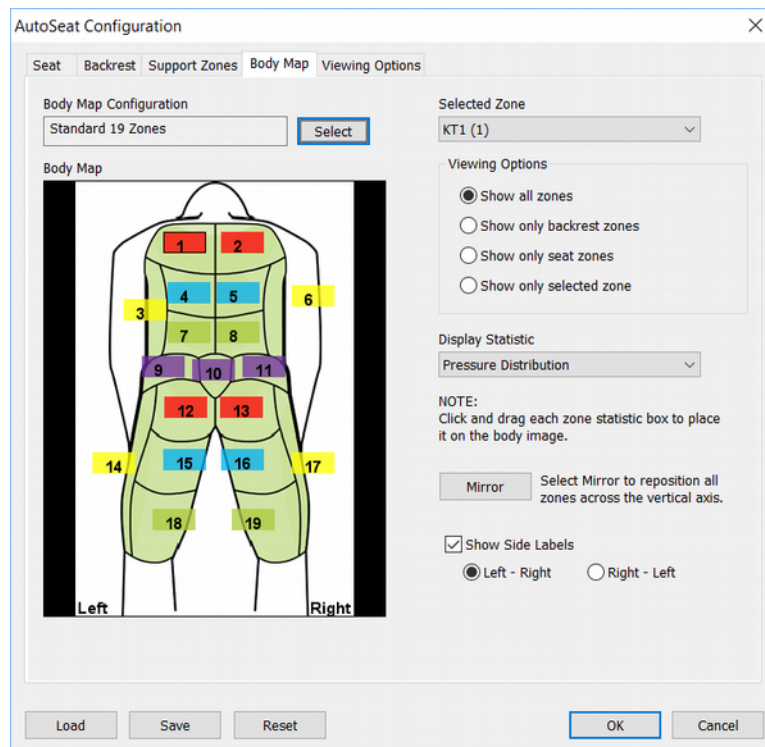 AutoSeat Configuration
Seat Backrest Support Zones Body Map Viewing Options
Body Map Configuration
Standard 19 Zones
Select
Body Map
1 2
4 5
3 6
7 8
9 10 11
12 13
14 15 16 17
18 19
Left Right
Selected Zone
KT1 (1)
Viewing Options
Show all zones
Show only backrest zones
Show only seat zones
Show only selected zone
Display Statistic
Pressure Distribution
NOTE:
Click and drag each zone statistic box to place
it on the body image.
Mirror
Select Mirror to reposition all
zones across the vertical axis.
Show Side Labels
Left - Right Right - Left
Load Save Reset OK Cancel